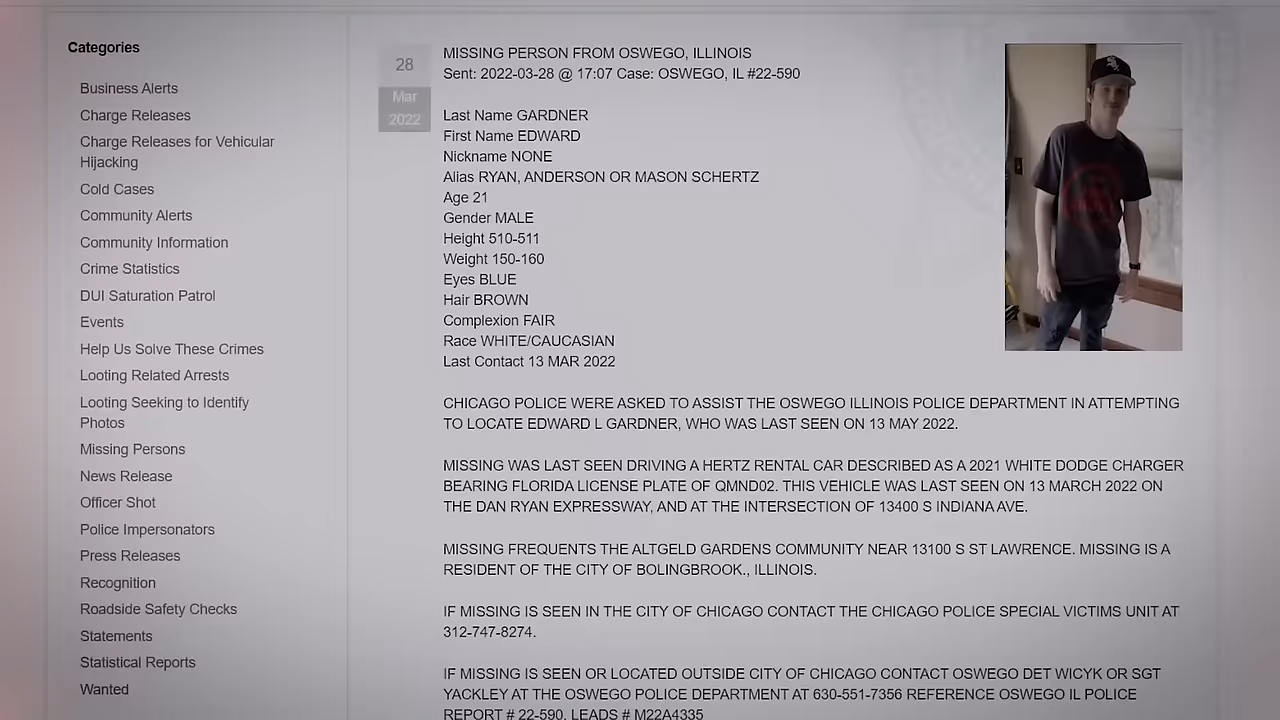 Categories
Business Alerts
Charge Releases
Charge Releases for Vehicular
Hijacking
Cold Cases
Community Alerts
Community Information
Crime Statistics
DUI Saturation Patrol
Events
Help Us Solve These Crimes
Looting Related Arrests
Looting Seeking to Identify
Photos
Missing Persons
News Release
Officer Shot
Police Impersonators
Press Releases
Recognition
Roadside Safety Checks
Statements
Statistical Reports
Wanted
28
Mar
2022
MISSING PERSON FROM OSWEGO, ILLINOIS
Sent: 2022-03-28 @ 17:07 Case: OSWEGO, IL #22-590
Last Name GARDNER
First Name EDWARD
Nickname NONE
Alias RYAN, ANDERSON OR MASON SCHERTZ
Age 21
Gender MALE
Height 510-511
Weight 150-160
Eyes BLUE
Hair BROWN
Complexion FAIR
Race WHITE/CAUCASIAN
Last Contact 13 MAR 2022
CHICAGO POLICE WERE ASKED TO ASSIST THE OSWEGO ILLINOIS POLICE DEPARTMENT IN ATTEMPTING
TO LOCATE EDWARD L GARDNER, WHO WAS LAST SEEN ON 13 MAY 2022.
MISSING WAS LAST SEEN DRIVING A HERTZ RENTAL CAR DESCRIBED AS A 2021 WHITE DODGE CHARGER
BEARING FLORIDA LICENSE PLATE OF QMND02. THIS VEHICLE WAS LAST SEEN ON 13 MARCH 2022 ON
THE DAN RYAN EXPRESSWAY, AND AT THE INTERSECTION OF 13400 S INDIANA AVE.
MISSING FREQUENTS THE ALTGELD GARDENS COMMUNITY NEAR 13100 S ST LAWRENCE. MISSING IS A
RESIDENT OF THE CITY OF BOLINGBROOK., ILLINOIS.
IF MISSING IS SEEN IN THE CITY OF CHICAGO CONTACT THE CHICAGO POLICE SPECIAL VICTIMS UNIT AT
312-747-8274.
IF MISSING IS SEEN OR LOCATED OUTSIDE CITY OF CHICAGO CONTACT OSWEGO DET WICYK OR SGT
YACKLEY AT THE OSWEGO POLICE DEPARTMENT AT 630-551-7356 REFERENCE OSWEGO IL POLICE
REPORT # 22-590. LEADS # M22A4335